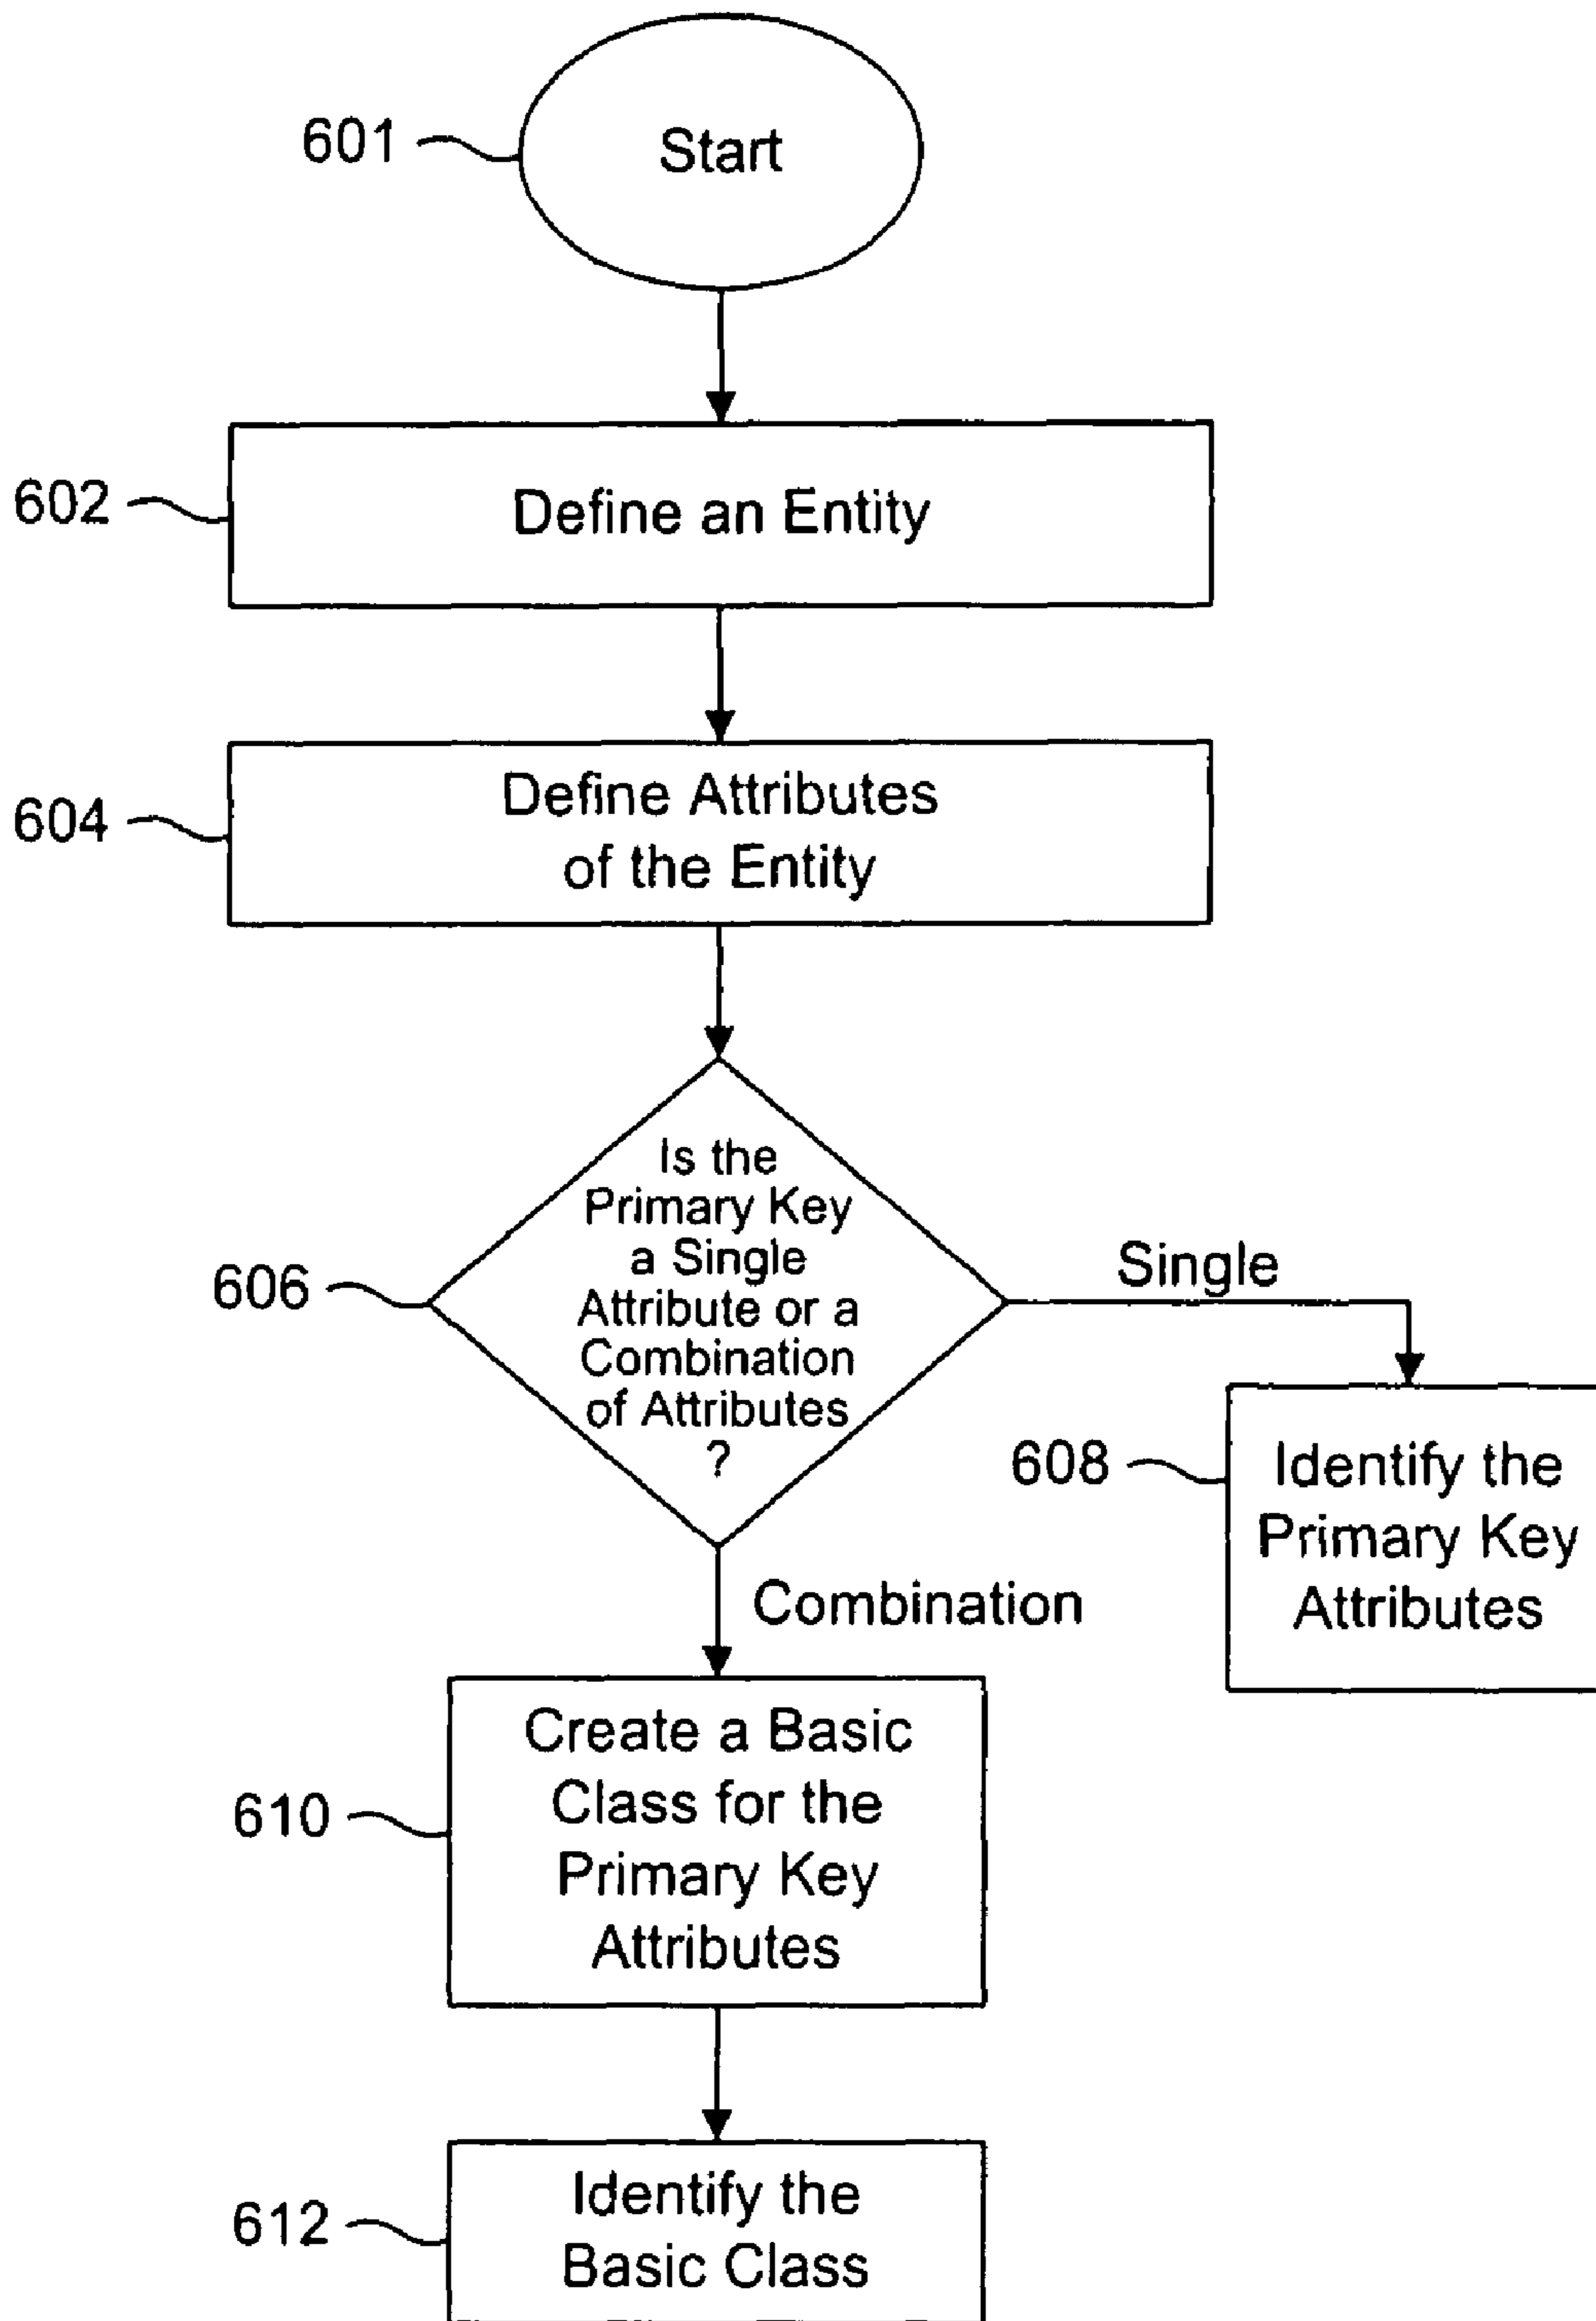 601
Start
602
Define an Entity
604
Define Attributes
of the Entity
606
Is the
Primary Key
a Single
Attribute or a
Combination
of Attributes
?
Single
608
Identify the
Primary Key
Attributes
Combination
610
Create a Basic
Class for the
Primary Key
Attributes
612
Identify the
Basic Class